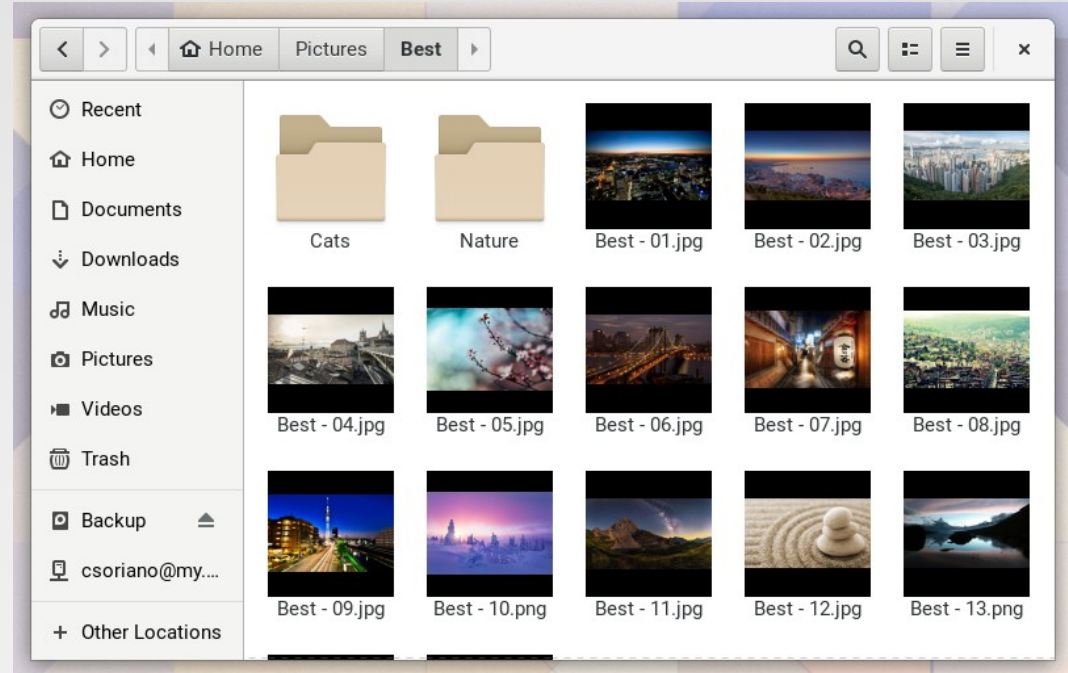 Home Pictures Best
Recent
Home
Documents
Downloads
Music
Pictures
Videos
Trash
Backup
csoriano@my....
Other Locations
Cats Nature Best - 01.jpg Best - 02.jpg Best - 03.jpg
Best - 04.jpg Best - 05.jpg Best - 06.jpg Best - 07.jpg Best - 08.jpg
Best - 09.jpg Best - 10.png Best - 11.jpg Best - 12.jpg Best - 13.png